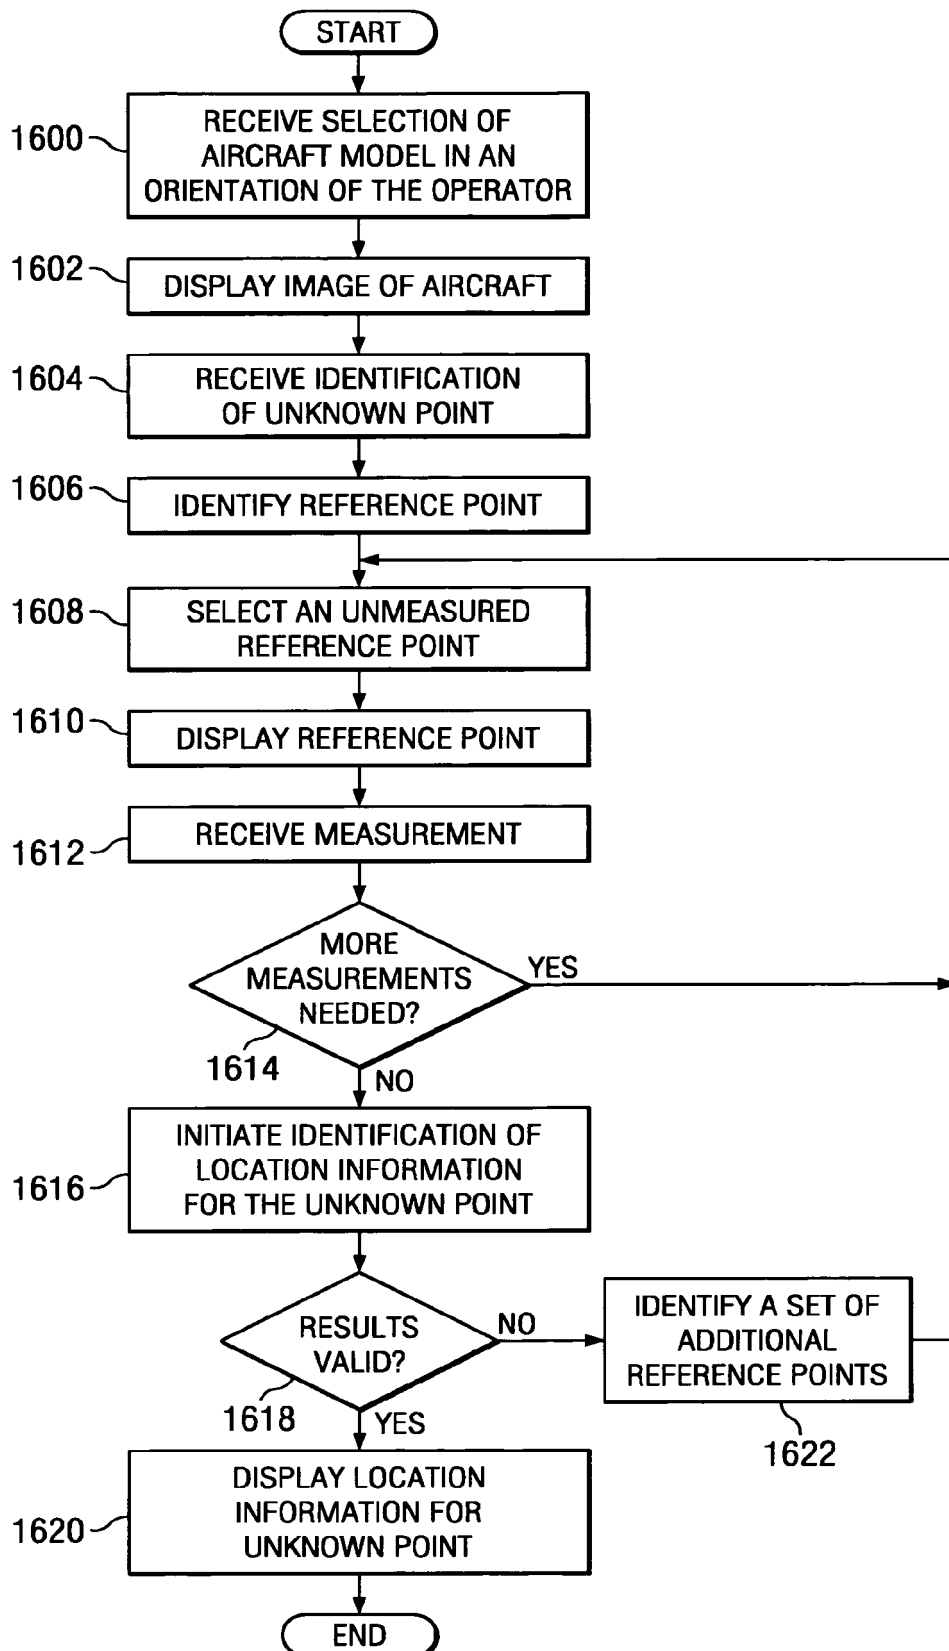 START
1600
RECEIVE SELECTION OF
AIRCRAFT MODEL IN AN
ORIENTATION OF THE OPERATOR
1602
DISPLAY IMAGE OF AIRCRAFT
1604
RECEIVE IDENTIFICATION
OF UNKNOWN POINT
1606
IDENTIFY REFERENCE POINT
1608
SELECT AN UNMEASURED
REFERENCE POINT
1610
DISPLAY REFERENCE POINT
1612
RECEIVE MEASUREMENT
MORE
MEASUREMENTS
NEEDED?
YES
1614
NO
1616
INITIATE IDENTIFICATION OF
LOCATION INFORMATION
FOR THE UNKNOWN POINT
RESULTS
VALID?
NO
1618
YES
IDENTIFY A SET OF
ADDITIONAL
REFERENCE POINTS
1622
1620
DISPLAY LOCATION
INFORMATION FOR
UNKNOWN POINT
END